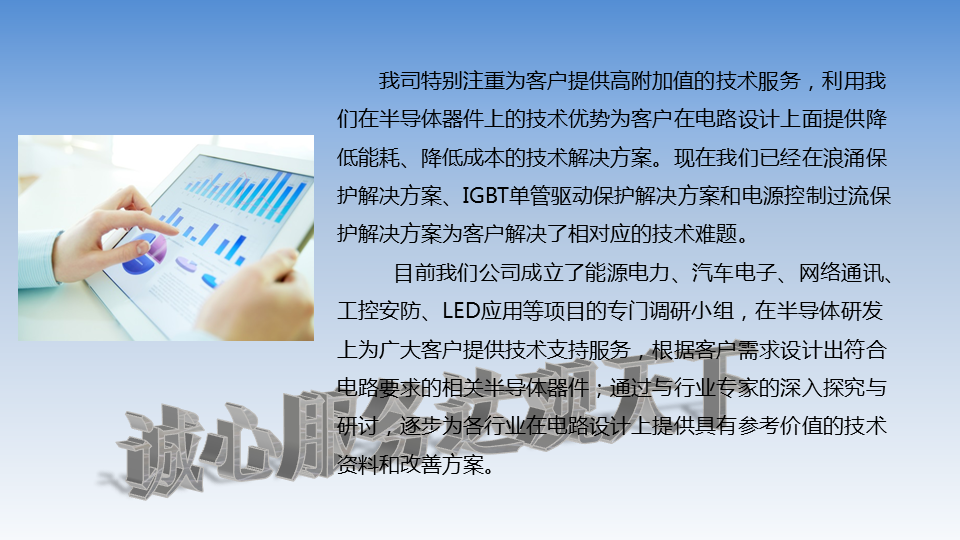 我司特别注重为客户提供高附加值的技术服务，利用我
们在半导体器件上的技术优势为客户在电路设计上面提供降
低能耗、降低成本的技术解决方案。现在我们已经在浪涌保
护解决方案、IGBT单管驱动保护解决方案和电源控制过流保
护解决方案为客户解决了相对应的技术难题。
目前我们公司成立了能源电力、汽车电子、网络通讯、
工控安防、LED应用等项目的专门调研小组，在半导体研发
上为广大客户提供技术支持服务，根据客户需求设计出符合
电路要求的相关半导体器件；通过与行业专家的深入探究与
研讨，逐步为各行业在电路设计上提供具有参考价值的技术
资料和改善方案。
诚心服务达观天下